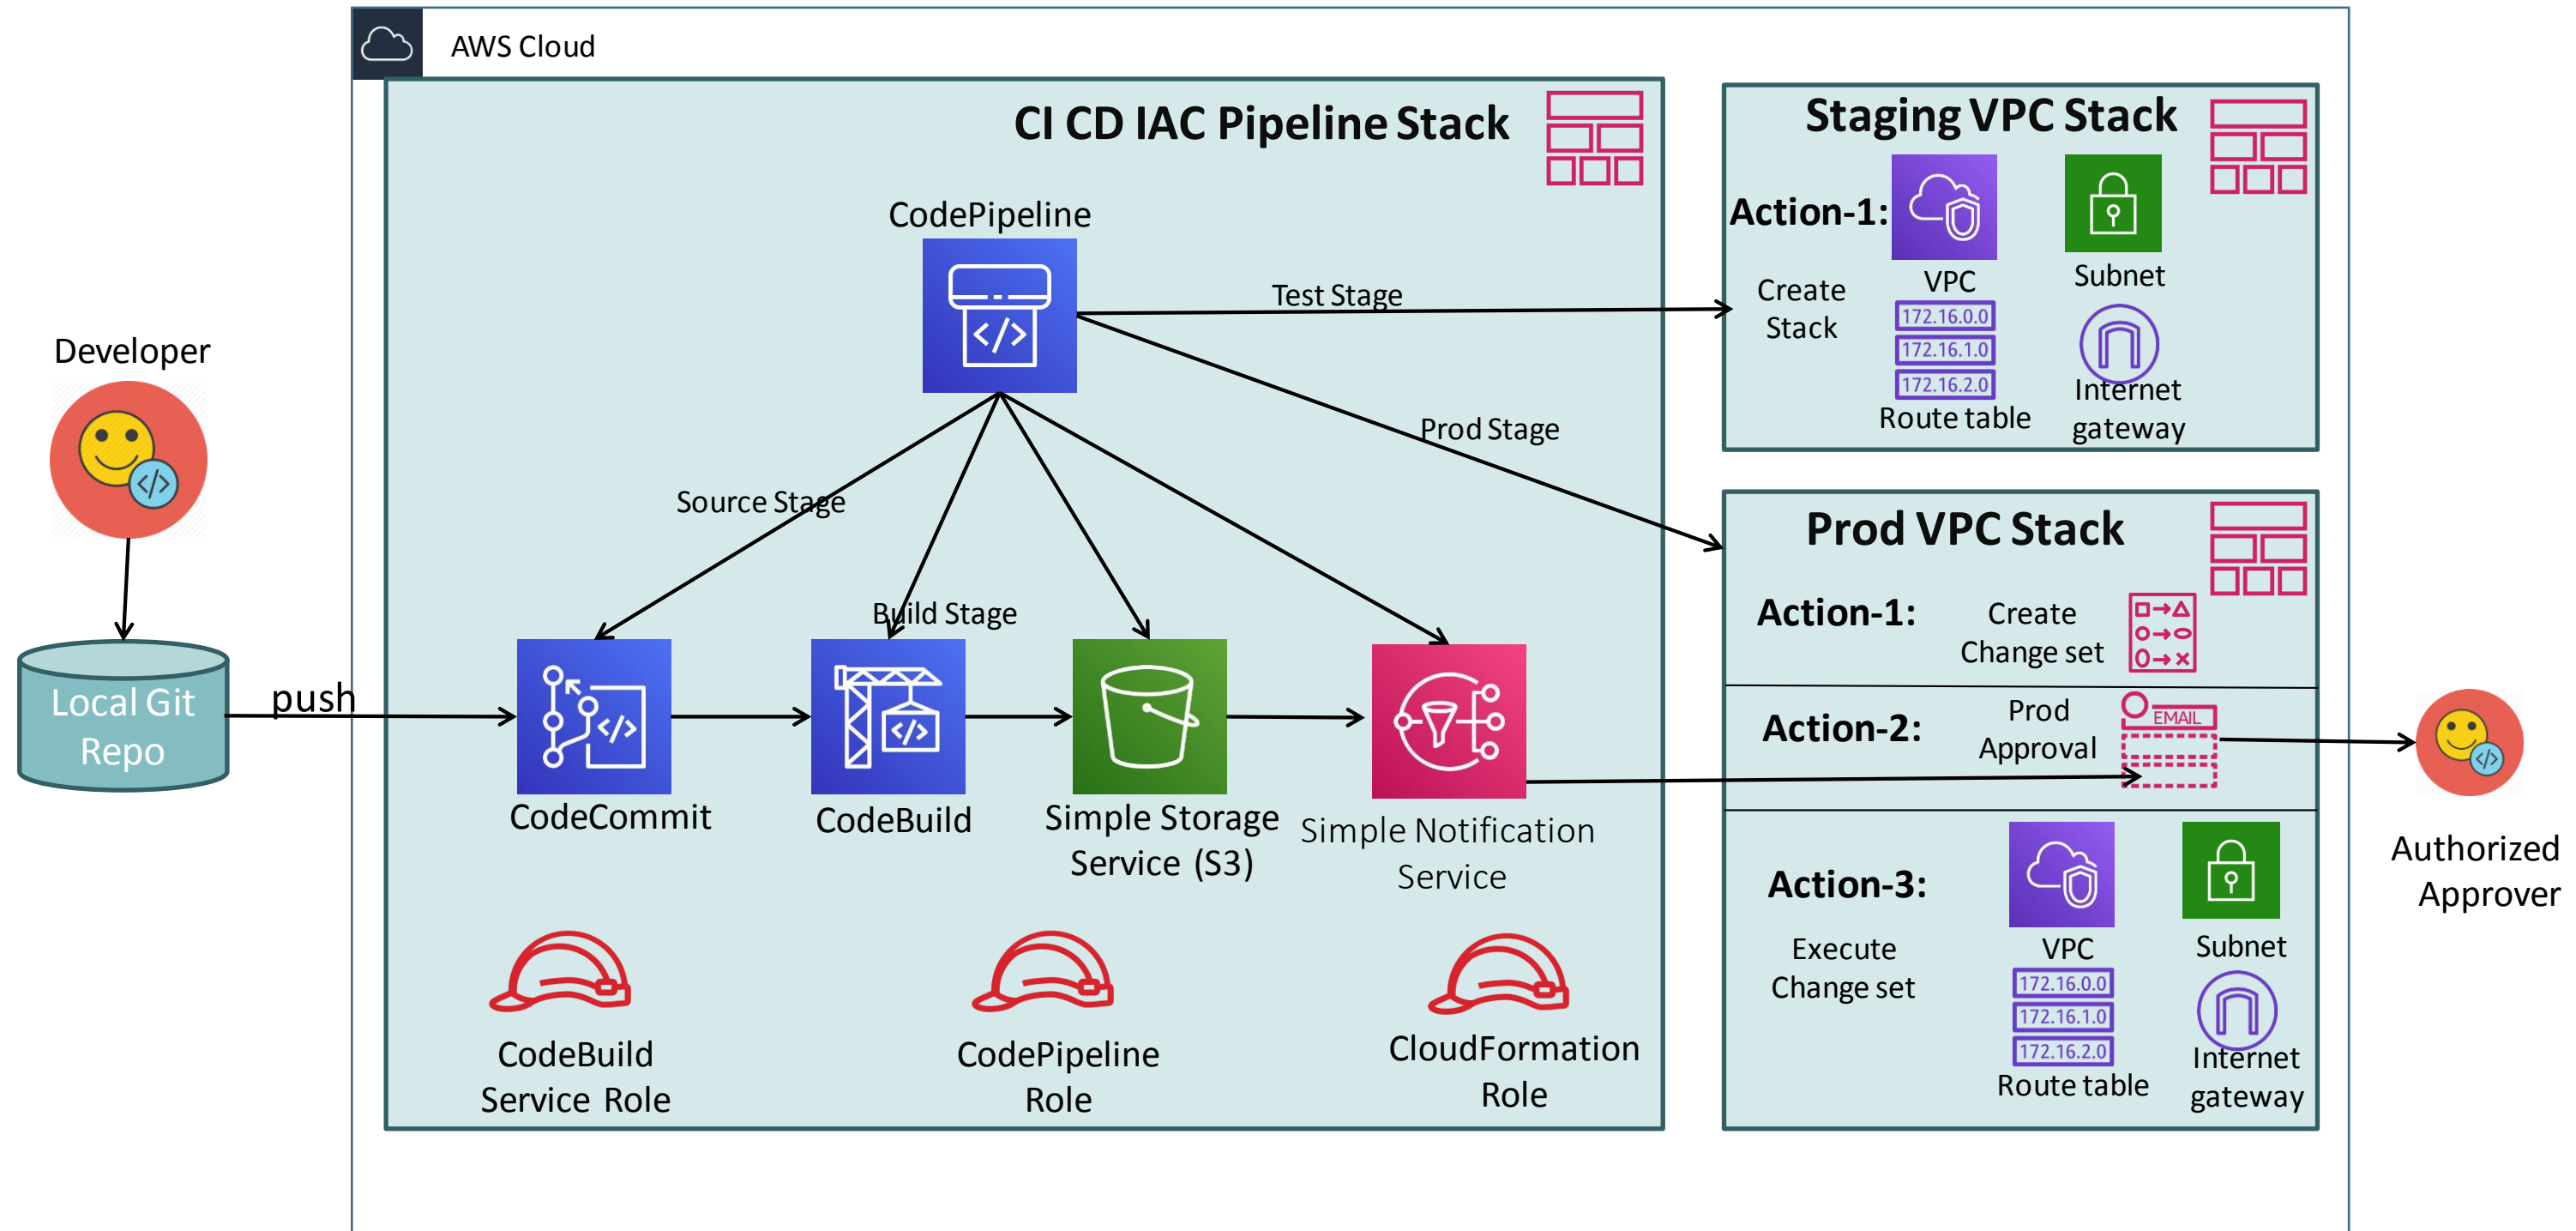 AWS Cloud
CI CD IAC Pipeline Stack
CodePipeline
Test Stage
Prod Stage
Source Stage
Build Stage
Developer
Local Git
Repo
push
CodeCommit
CodeBuild
Simple Storage
Service (S3)
Simple Notification
Service
CodeBuild
Service Role
CodePipeline
Role
CloudFormation
Role
Staging VPC Stack
Action-1:
Create
Stack
VPC
Subnet
172.16.0.0
172.16.1.0
172.16.2.0
Route table
Internet
gateway
Prod VPC Stack
Action-1:
Create
Change set
Action-2:
Prod
Approval
EMAIL
Action-3:
Execute
Change set
VPC
Subnet
172.16.0.0
172.16.1.0
172.16.2.0
Route table
Internet
gateway
Authorized
Approver